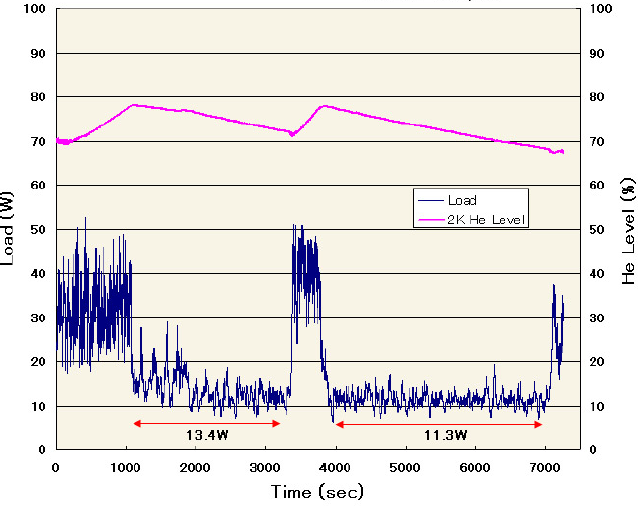 100 100
90 90
80 80
70 70
60 60
50 50
40 40
30 30
20 20
10 10
0 0
Load (W)
He Level (%)
Load
2K He Level
13.4W 11.3W
0 1000 2000 3000 4000 5000 6000 7000
Time (sec)